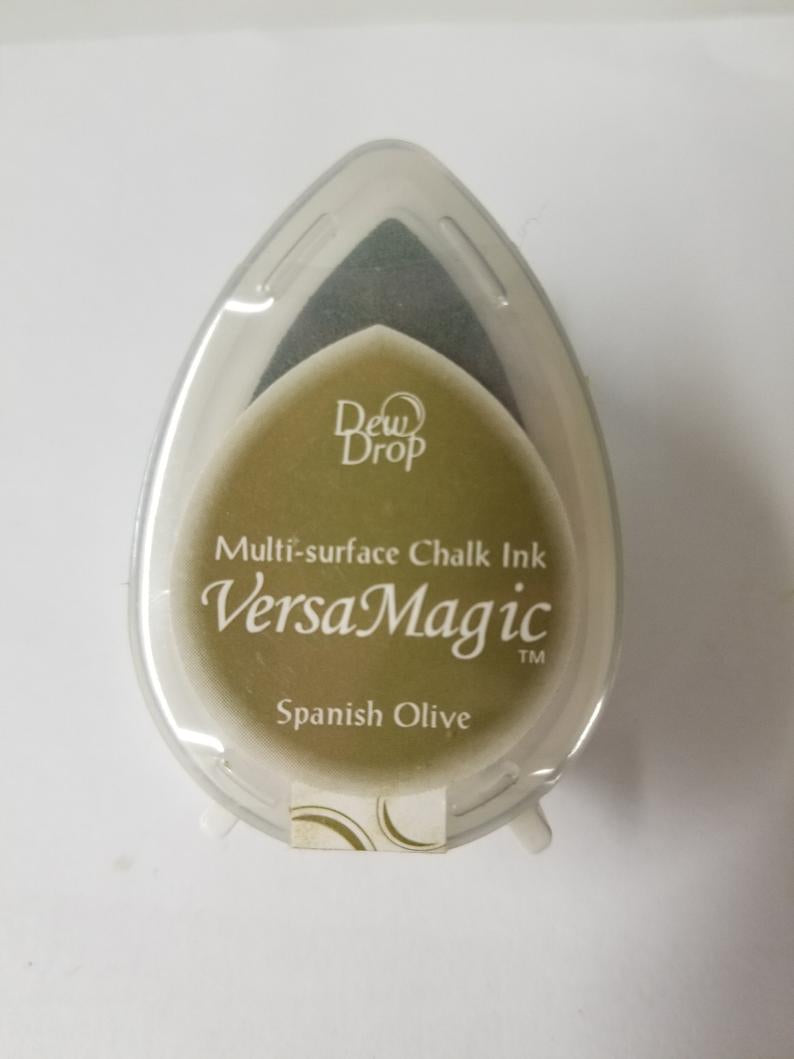 Dew
Drop
Multi-surface Chalk Ink
VersaMagic
TM
Spanish Olive